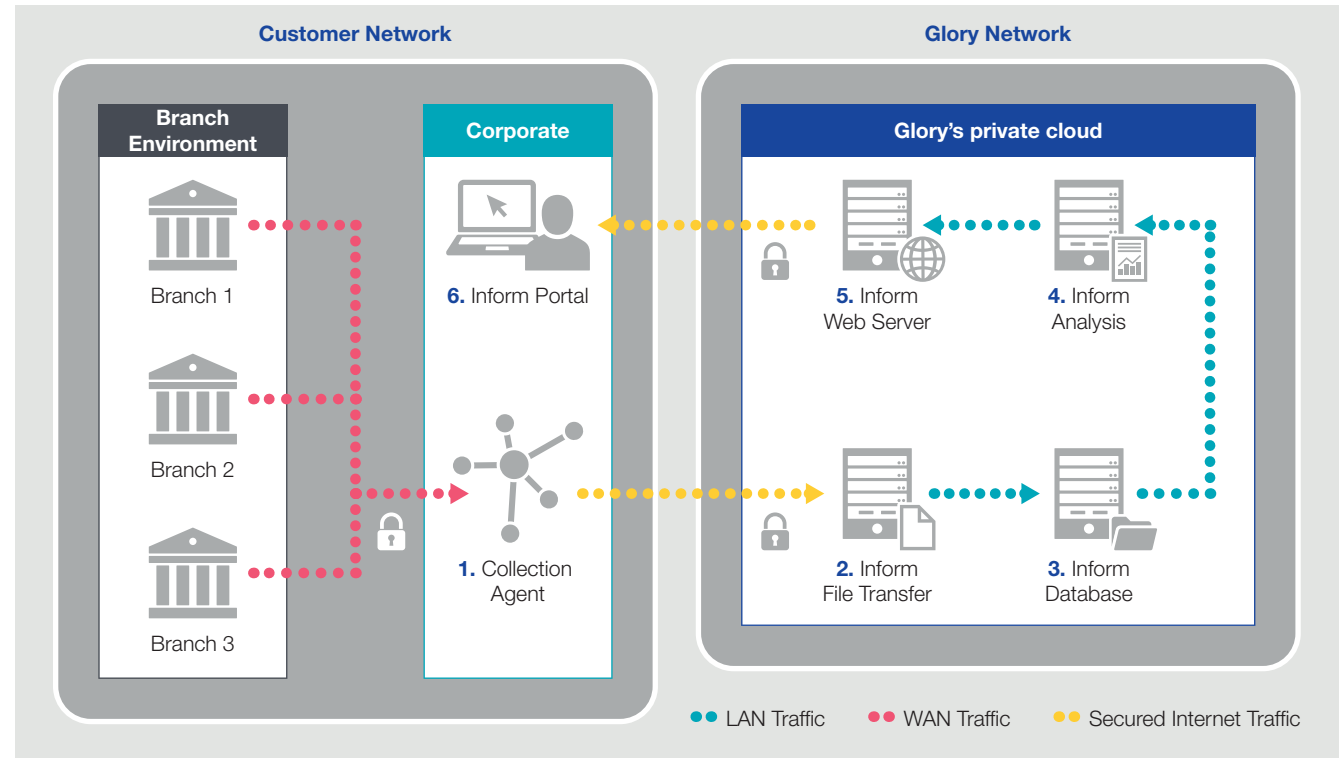 Customer Network
Glory Network
Branch
Environment
Corporate
Glory's private cloud
Branch 1
6. Inform Portal
5. Inform
Web Server
4. Inform
Analysis
Branch 2
1. Collection
Agent
2. Inform
File Transfer
3. Inform
Database
Branch 3
LAN Traffic
WAN Traffic
Secured Internet Traffic